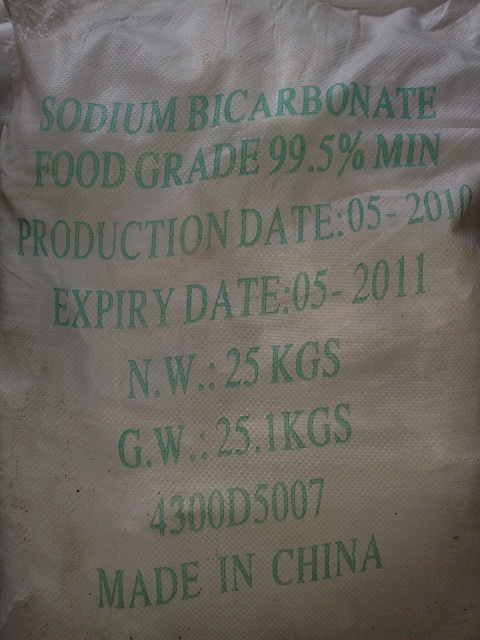 SODIUM BICARBONATE
FOOD GRADE 99.5% MIN
PRODUCTION DATE:05-2010
EXPIRY DATE:05-2011
N.W.: 25 KGS
G.W.: 25.1KGS
4300D5007
MADE IN CHINA